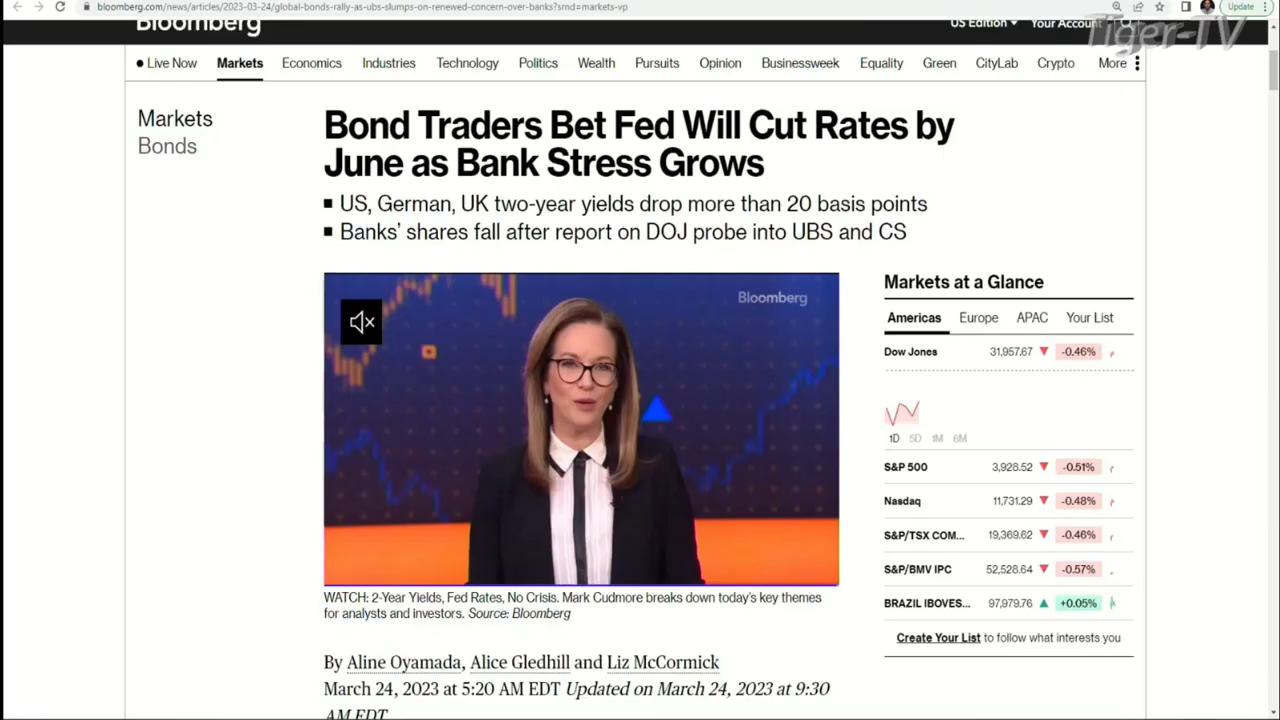 bloomberg.com/news/articles/2023-03-24/global-bonds-rally-as-ubs-slumps-on-renewed-concern-over-banks?srnd=markets-vp
Update
Bloomberg
US Edition
Your Account
Tiger-TV
Live Now
Markets
Economics
Industries
Technology
Politics
Wealth
Pursuits
Opinion
Businessweek
Equality
Green
CityLab
Crypto
More
Markets
Bonds
Bond Traders Bet Fed Will Cut Rates by
June as Bank Stress Grows
US, German, UK two-year yields drop more than 20 basis points
Banks' shares fall after report on DOJ probe into UBS and CS
Bloomberg
WATCH: 2-Year Yields, Fed Rates, No Crisis. Mark Cudmore breaks down today's key themes
for analysts and investors. Source: Bloomberg
By Aline Oyamada, Alice Gledhill and Liz McCormick
March 24, 2023 at 5:20 AM EDT Updated on March 24, 2023 at 9:30
AM EDT
Markets at a Glance
Americas Europe APAC Your List
Dow Jones 31,957.67 -0.46%
1D 5D 1M 6M
S&P 500 3,928.52 -0.51%
Nasdaq 11,731.29 -0.48%
S&P/TSX COM... 19,369.62 -0.46%
S&P/BMV IPC 52,528.64 -0.57%
BRAZIL IBOVES... 97,979.76 +0.05%
Create Your List to follow what interests you